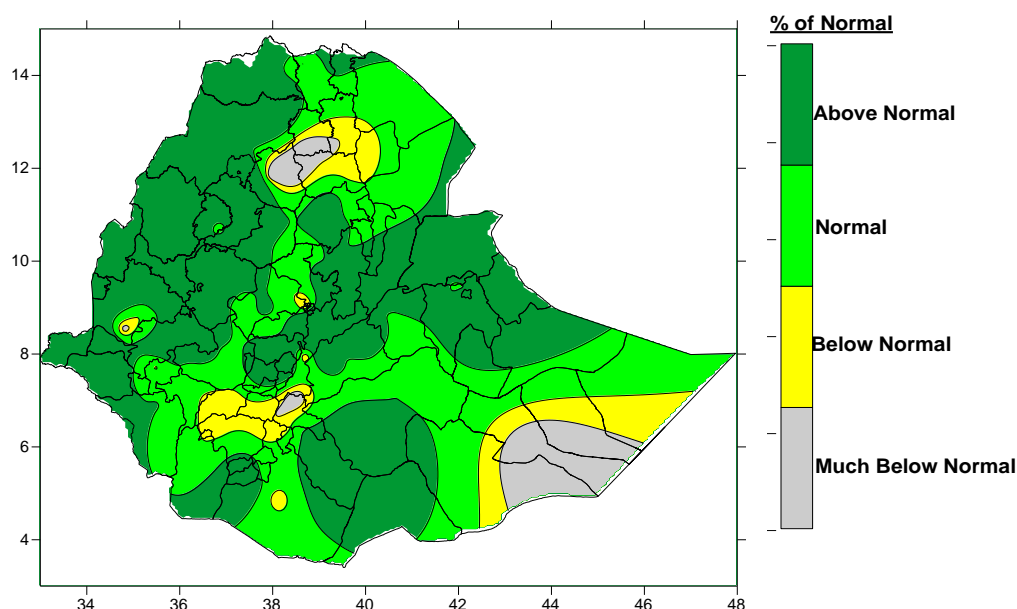 % of Normal
Above Normal
Normal
Below Normal
Much Below Normal
14
12
10
8
6
4
34 36 38 40 42 44 46 48